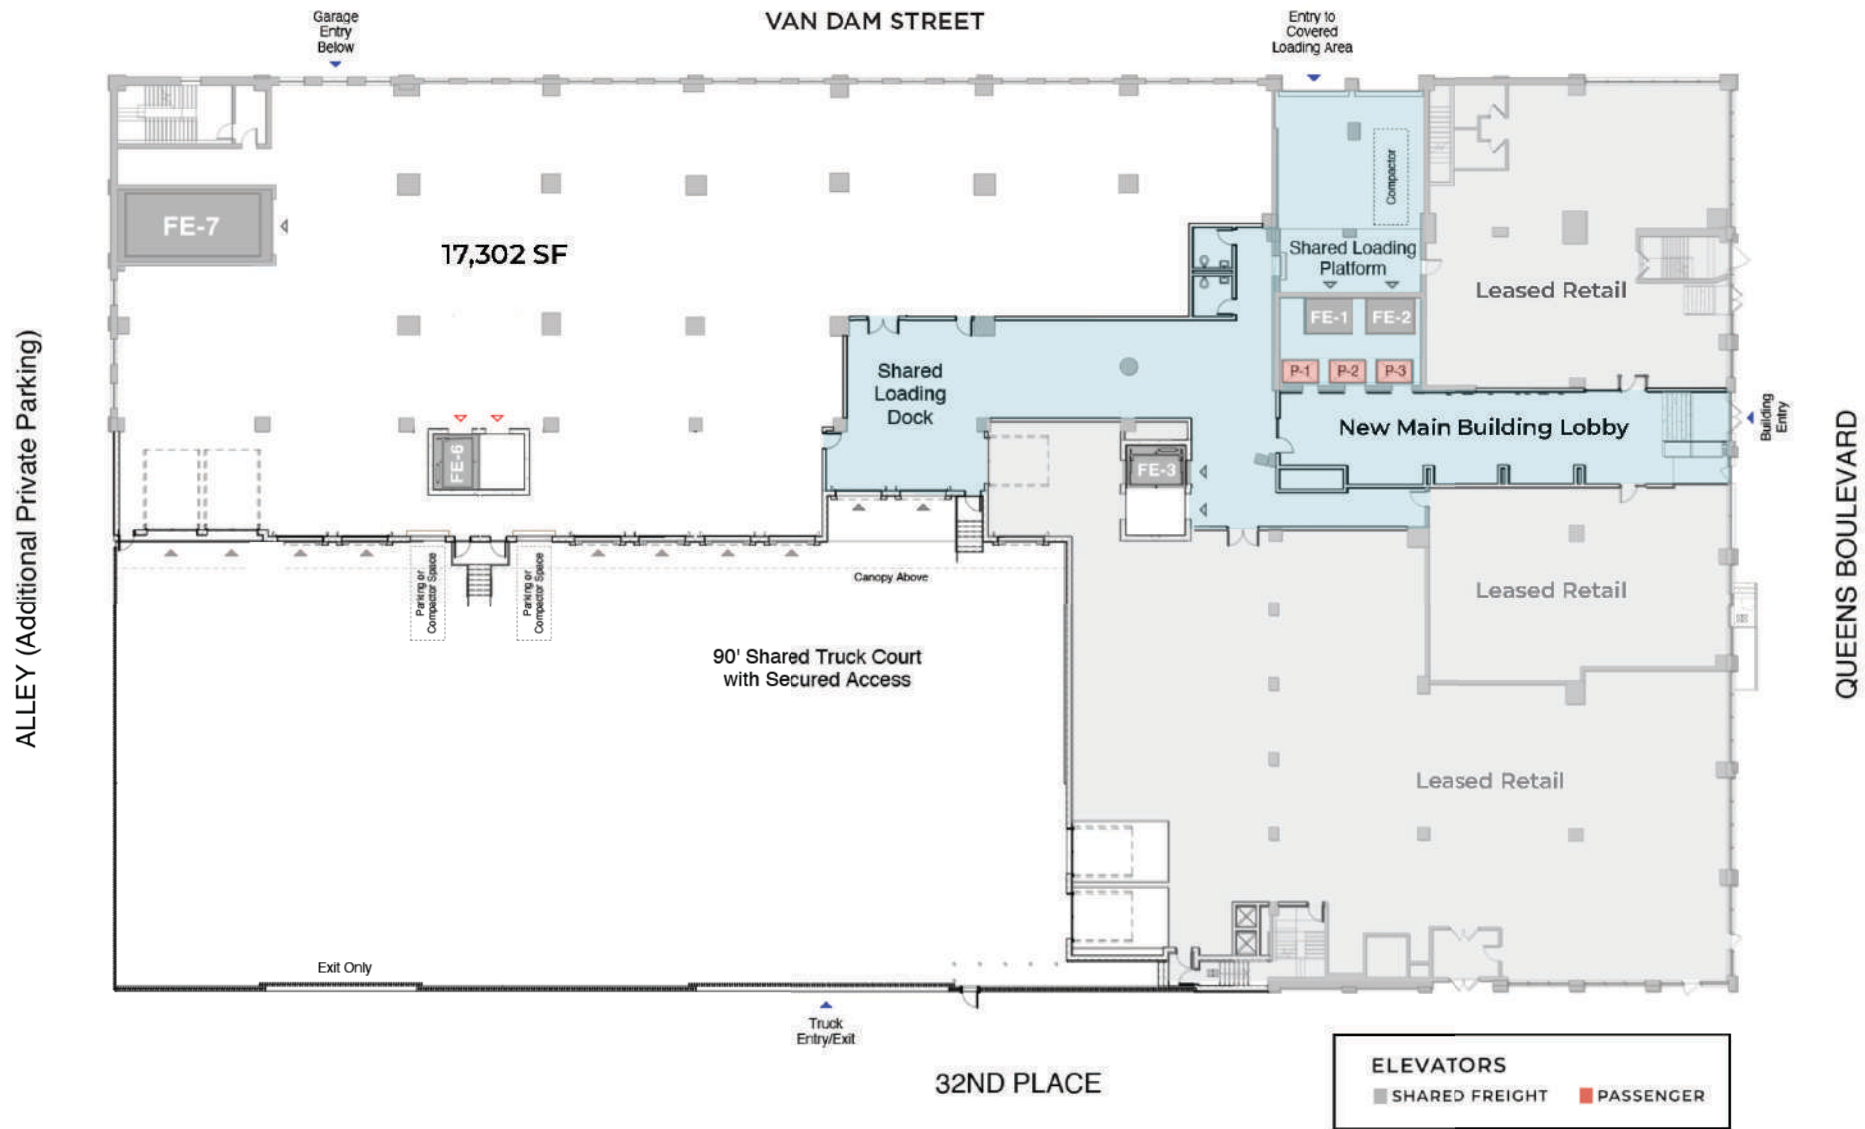 VAN DAM STREET
Garage
Entry
Below
Entry to
Covered
Loading Area
FE-7
17,302 SF
Compactor
Shared Loading
Platform
Leased Retail
FE-1
FE-2
P-1
P-2
P-3
Shared
Loading
Dock
New Main Building Lobby
Building
Entry
FE-6
FE-3
Parking or
Compactor Space
Parking or
Compactor Space
Canopy Above
Leased Retail
90' Shared Truck Court
with Secured Access
Leased Retail
Exit Only
Truck
Entry/Exit
ALLEY (Additional Private Parking)
QUEENS BOULEVARD
32ND PLACE
ELEVATORS
SHARED FREIGHT
PASSENGER